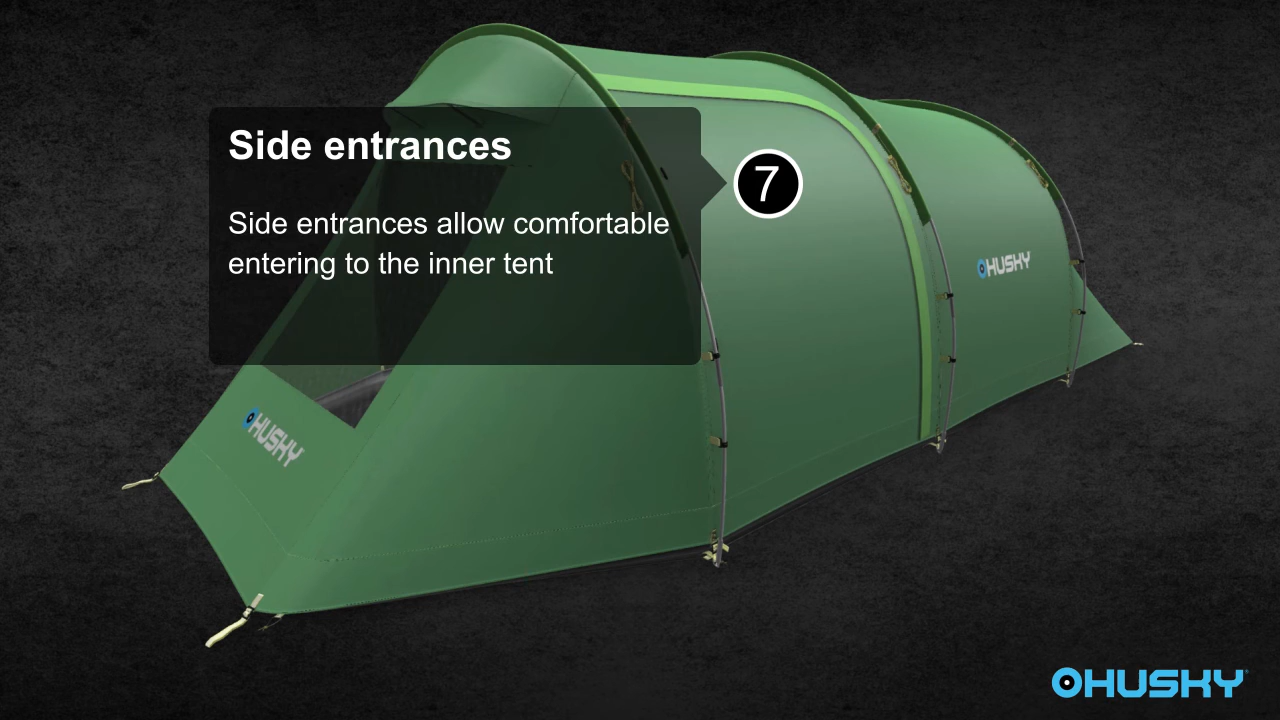 Side entrances
7
Side entrances allow comfortable
entering to the inner tent
HUSKY
HUSKY
HUSKY